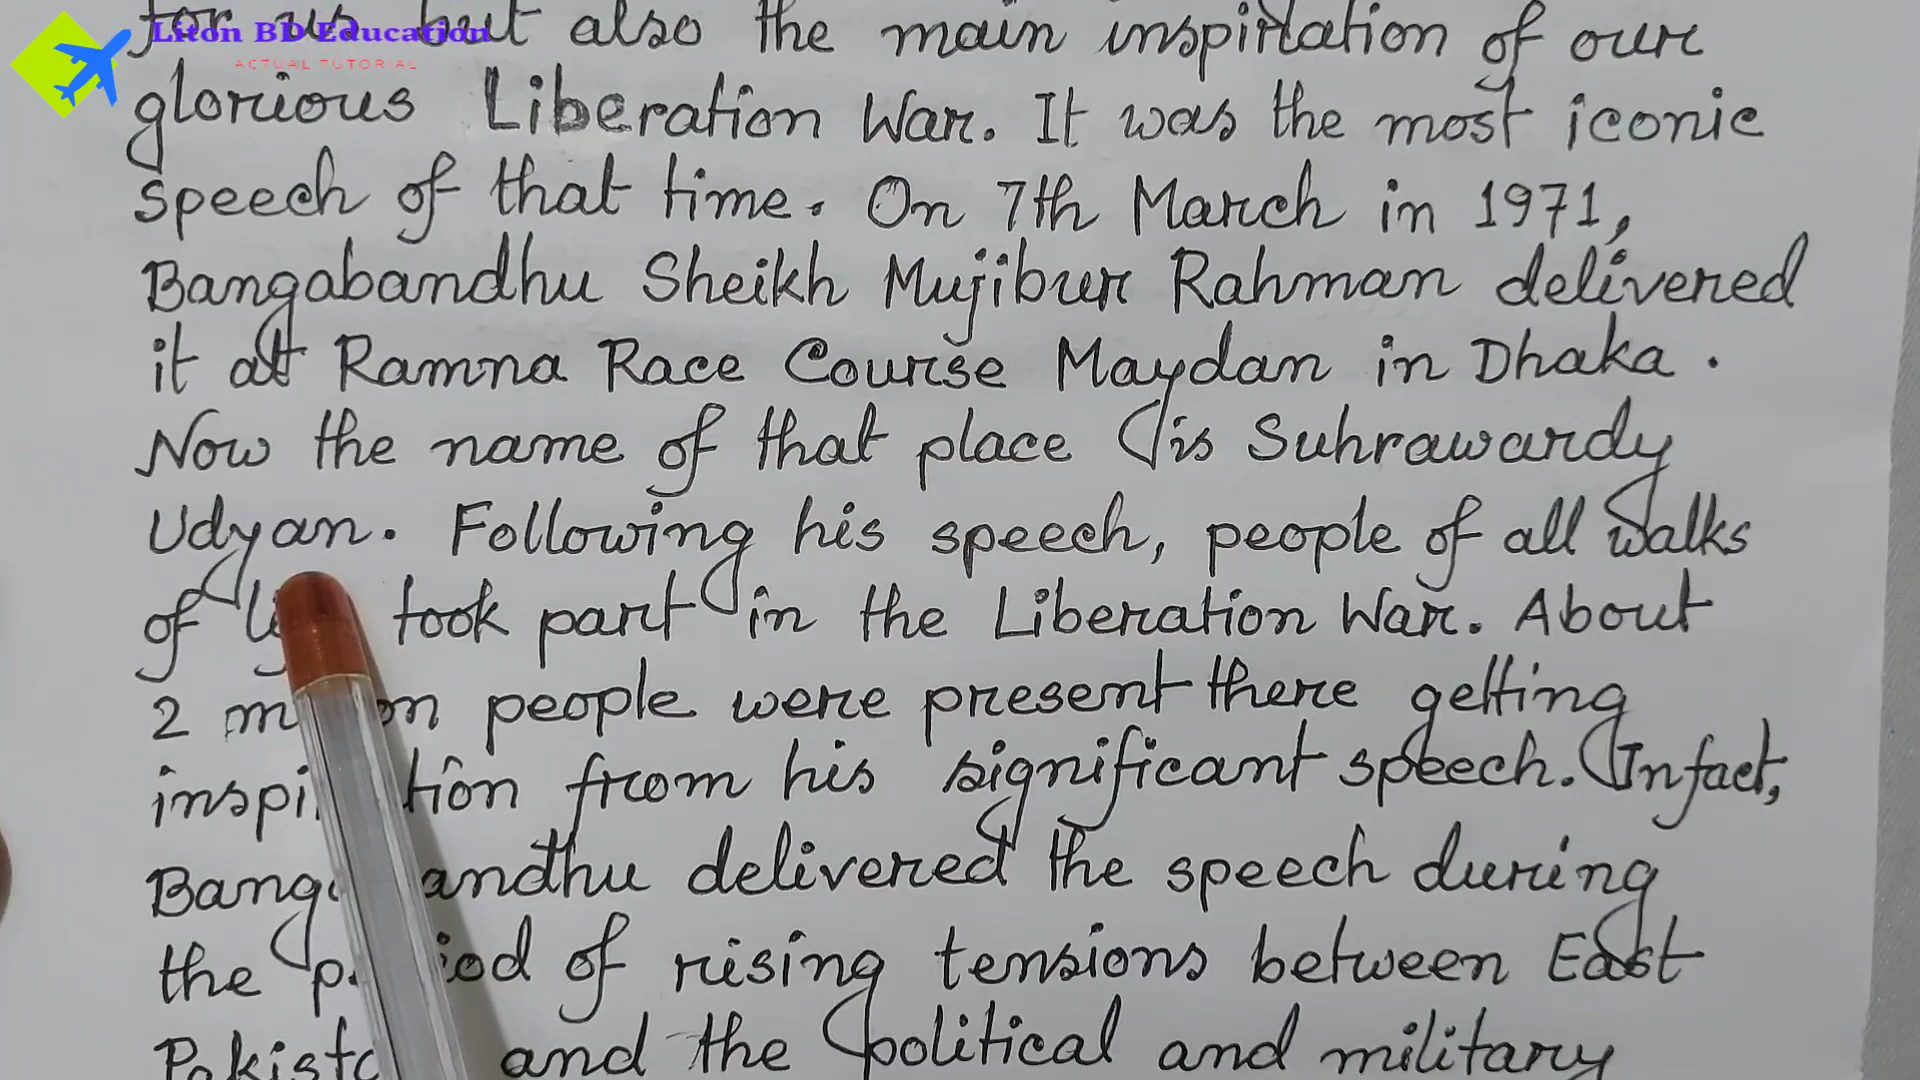 Liton BD Education
ACTUAL TUTORIAL
for us but also the main inspiration of our
glorious Liberation War. It was the most iconic
speech of that time. On 7th March in 1971,
Bangabandhu Sheikh Mujibur Rahman delivered
it at Ramna Race Course Maydan in Dhaka.
Now the name of that place is Suhrawardy
Udyan. Following his speech, people of all walks
of took part in the Liberation War. About
2 people were present there getting
from his significant speech. Infact,
delivered the speech during
the of rising tensions between East
and the political and military